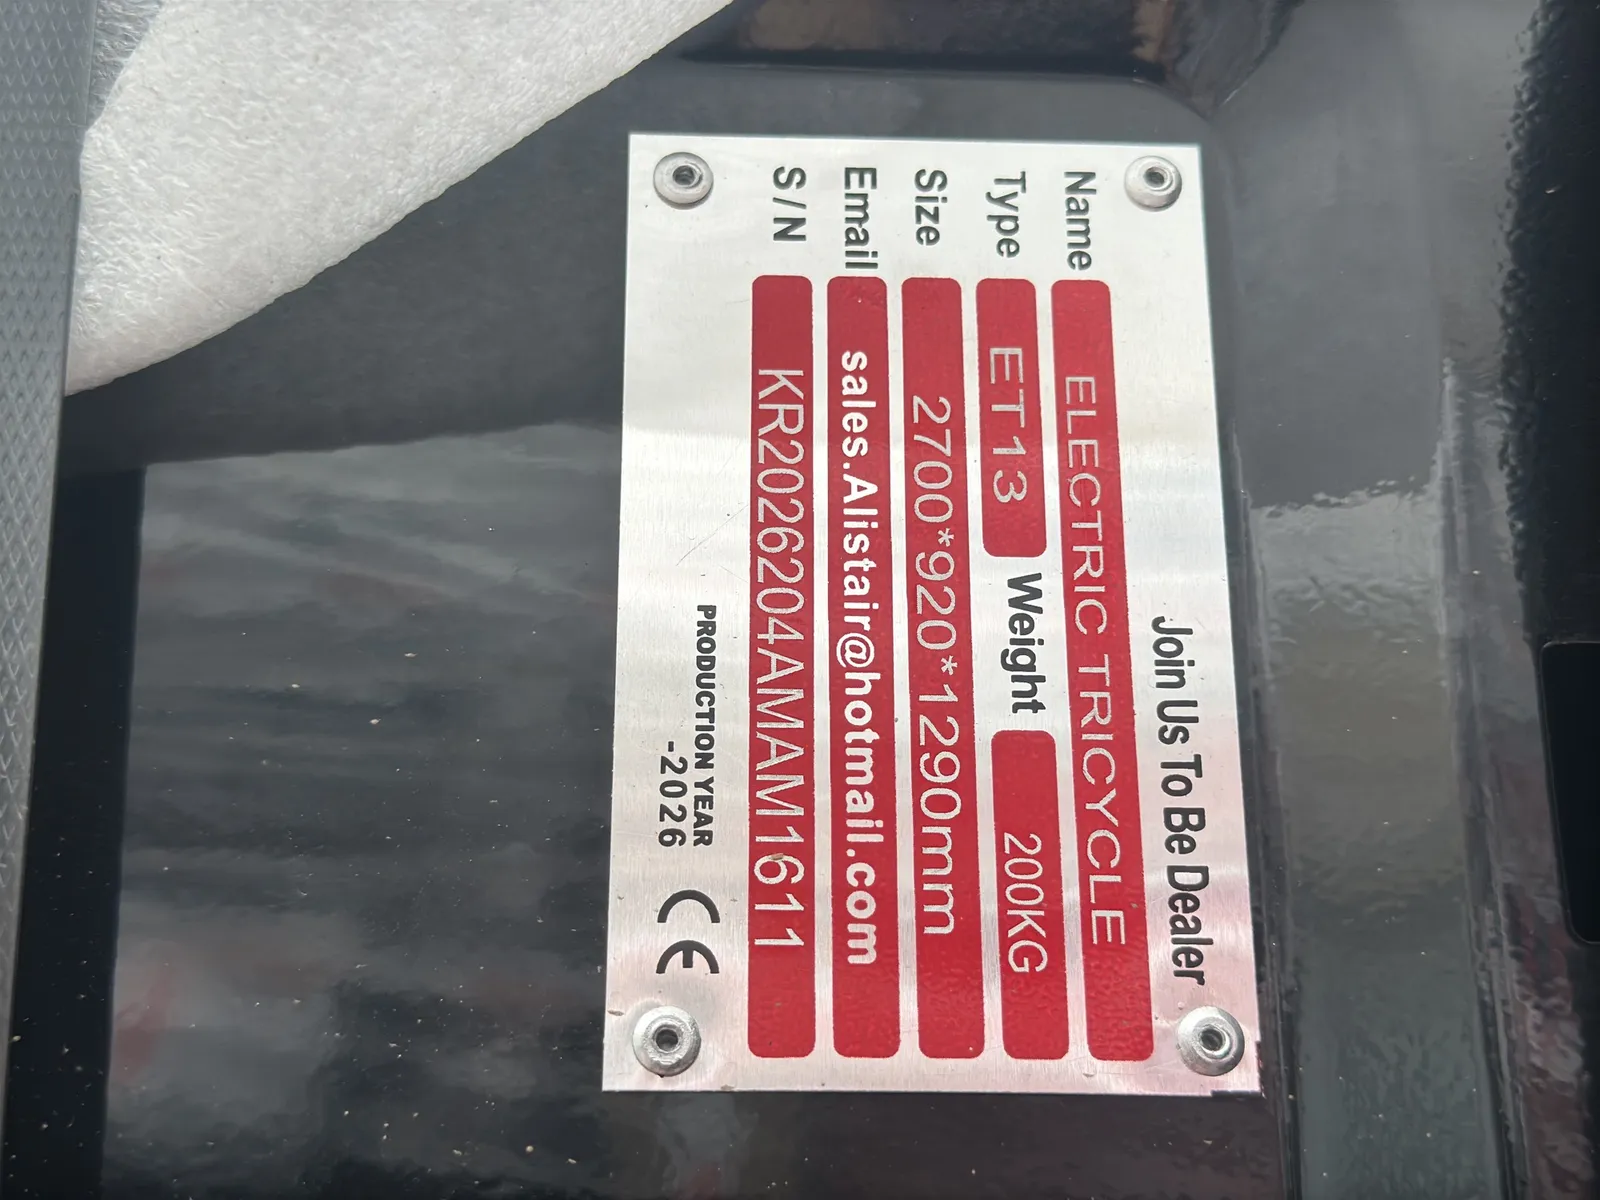 Join Us To Be Dealer
Name ELECTRIC TRICYCLE
Type ET13 Weight 200KG
Size 2700*920*1290mm
Email sales.Alistair@hotmail.com
S/N KR2026204AMAMAM1611
PRODUCTION YEAR
-2026
CE